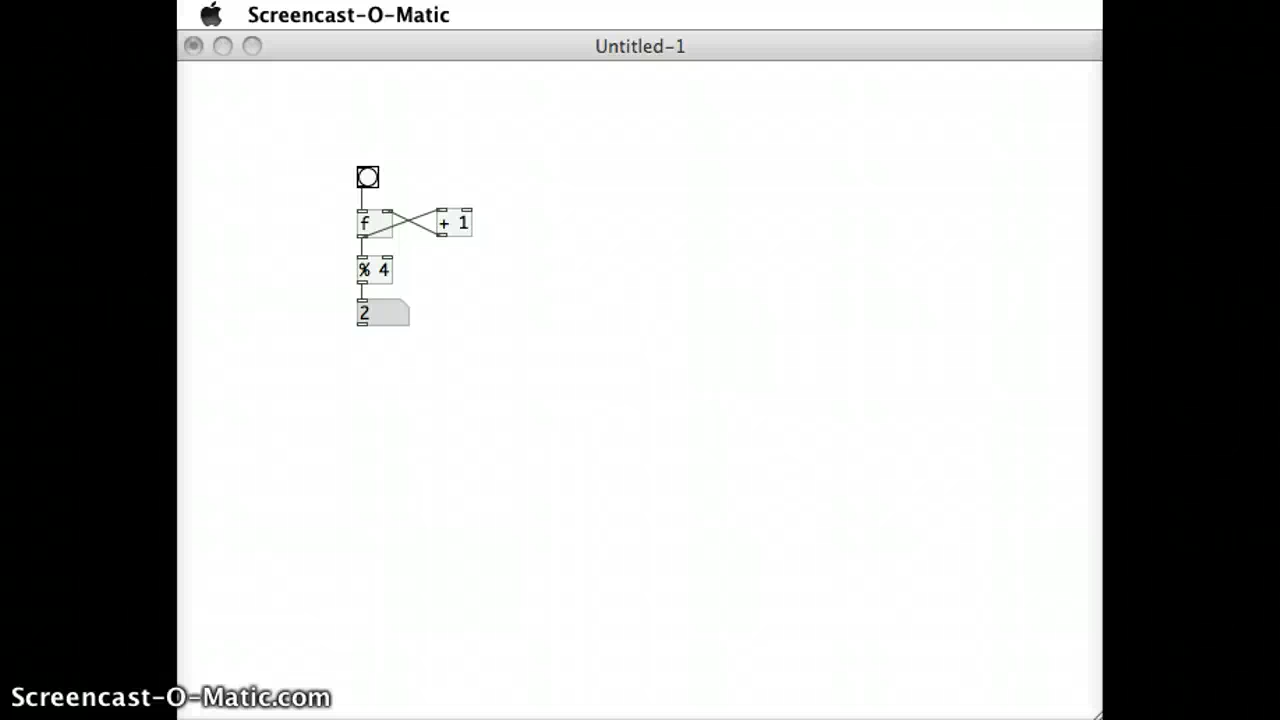 Screencast-O-Matic
Untitled-1
f
+ 1
% 4
2
Screencast-O-Matic.com